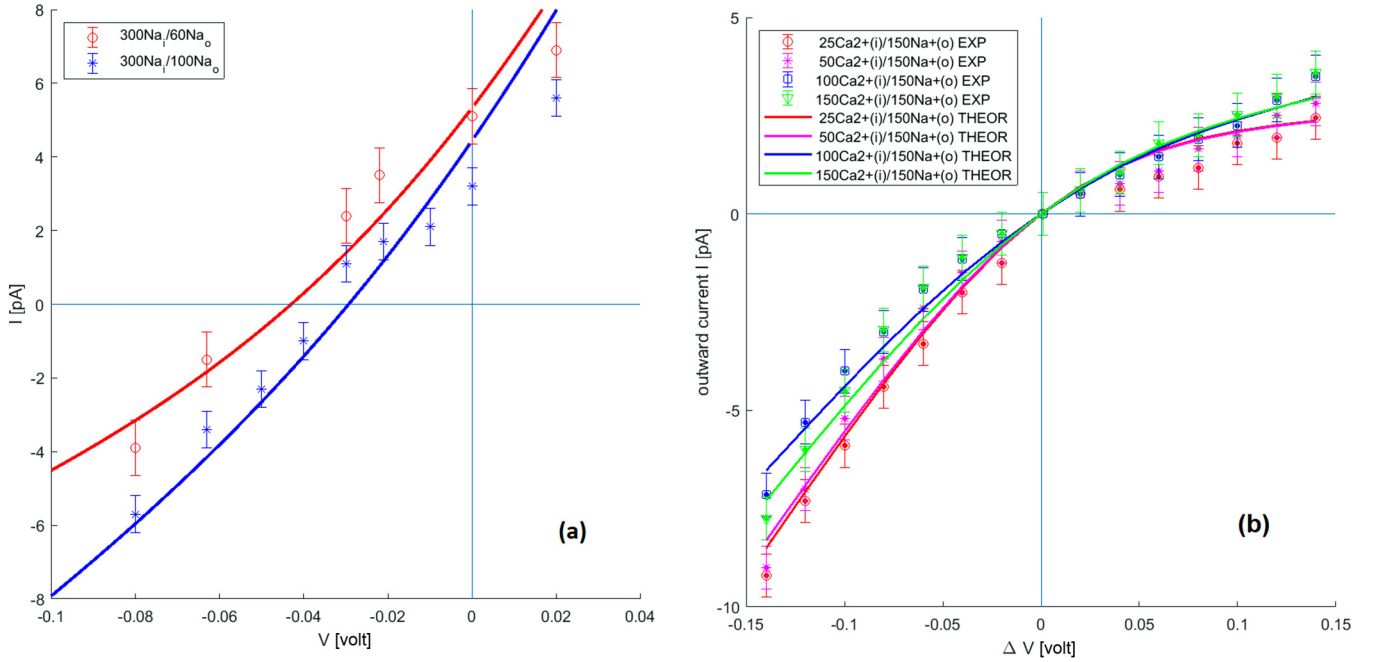 8
6
4
2
0
-2
-4
-6
-8
I [pA]
300Na_i/60Na_o
300Na_i/100Na_o
(a)
-0.1
-0.08
-0.06
-0.04
-0.02
0
0.02
0.04
V [volt]
5
0
-5
-10
outward current I [pA]
25Ca2+(i)/150Na+(o) EXP
50Ca2+(i)/150Na+(o) EXP
100Ca2+(i)/150Na+(o) EXP
150Ca2+(i)/150Na+(o) EXP
25Ca2+(i)/150Na+(o) THEOR
50Ca2+(i)/150Na+(o) THEOR
100Ca2+(i)/150Na+(o) THEOR
150Ca2+(i)/150Na+(o) THEOR
(b)
-0.15
-0.1
-0.05
0
0.05
0.1
0.15
Δ V [volt]